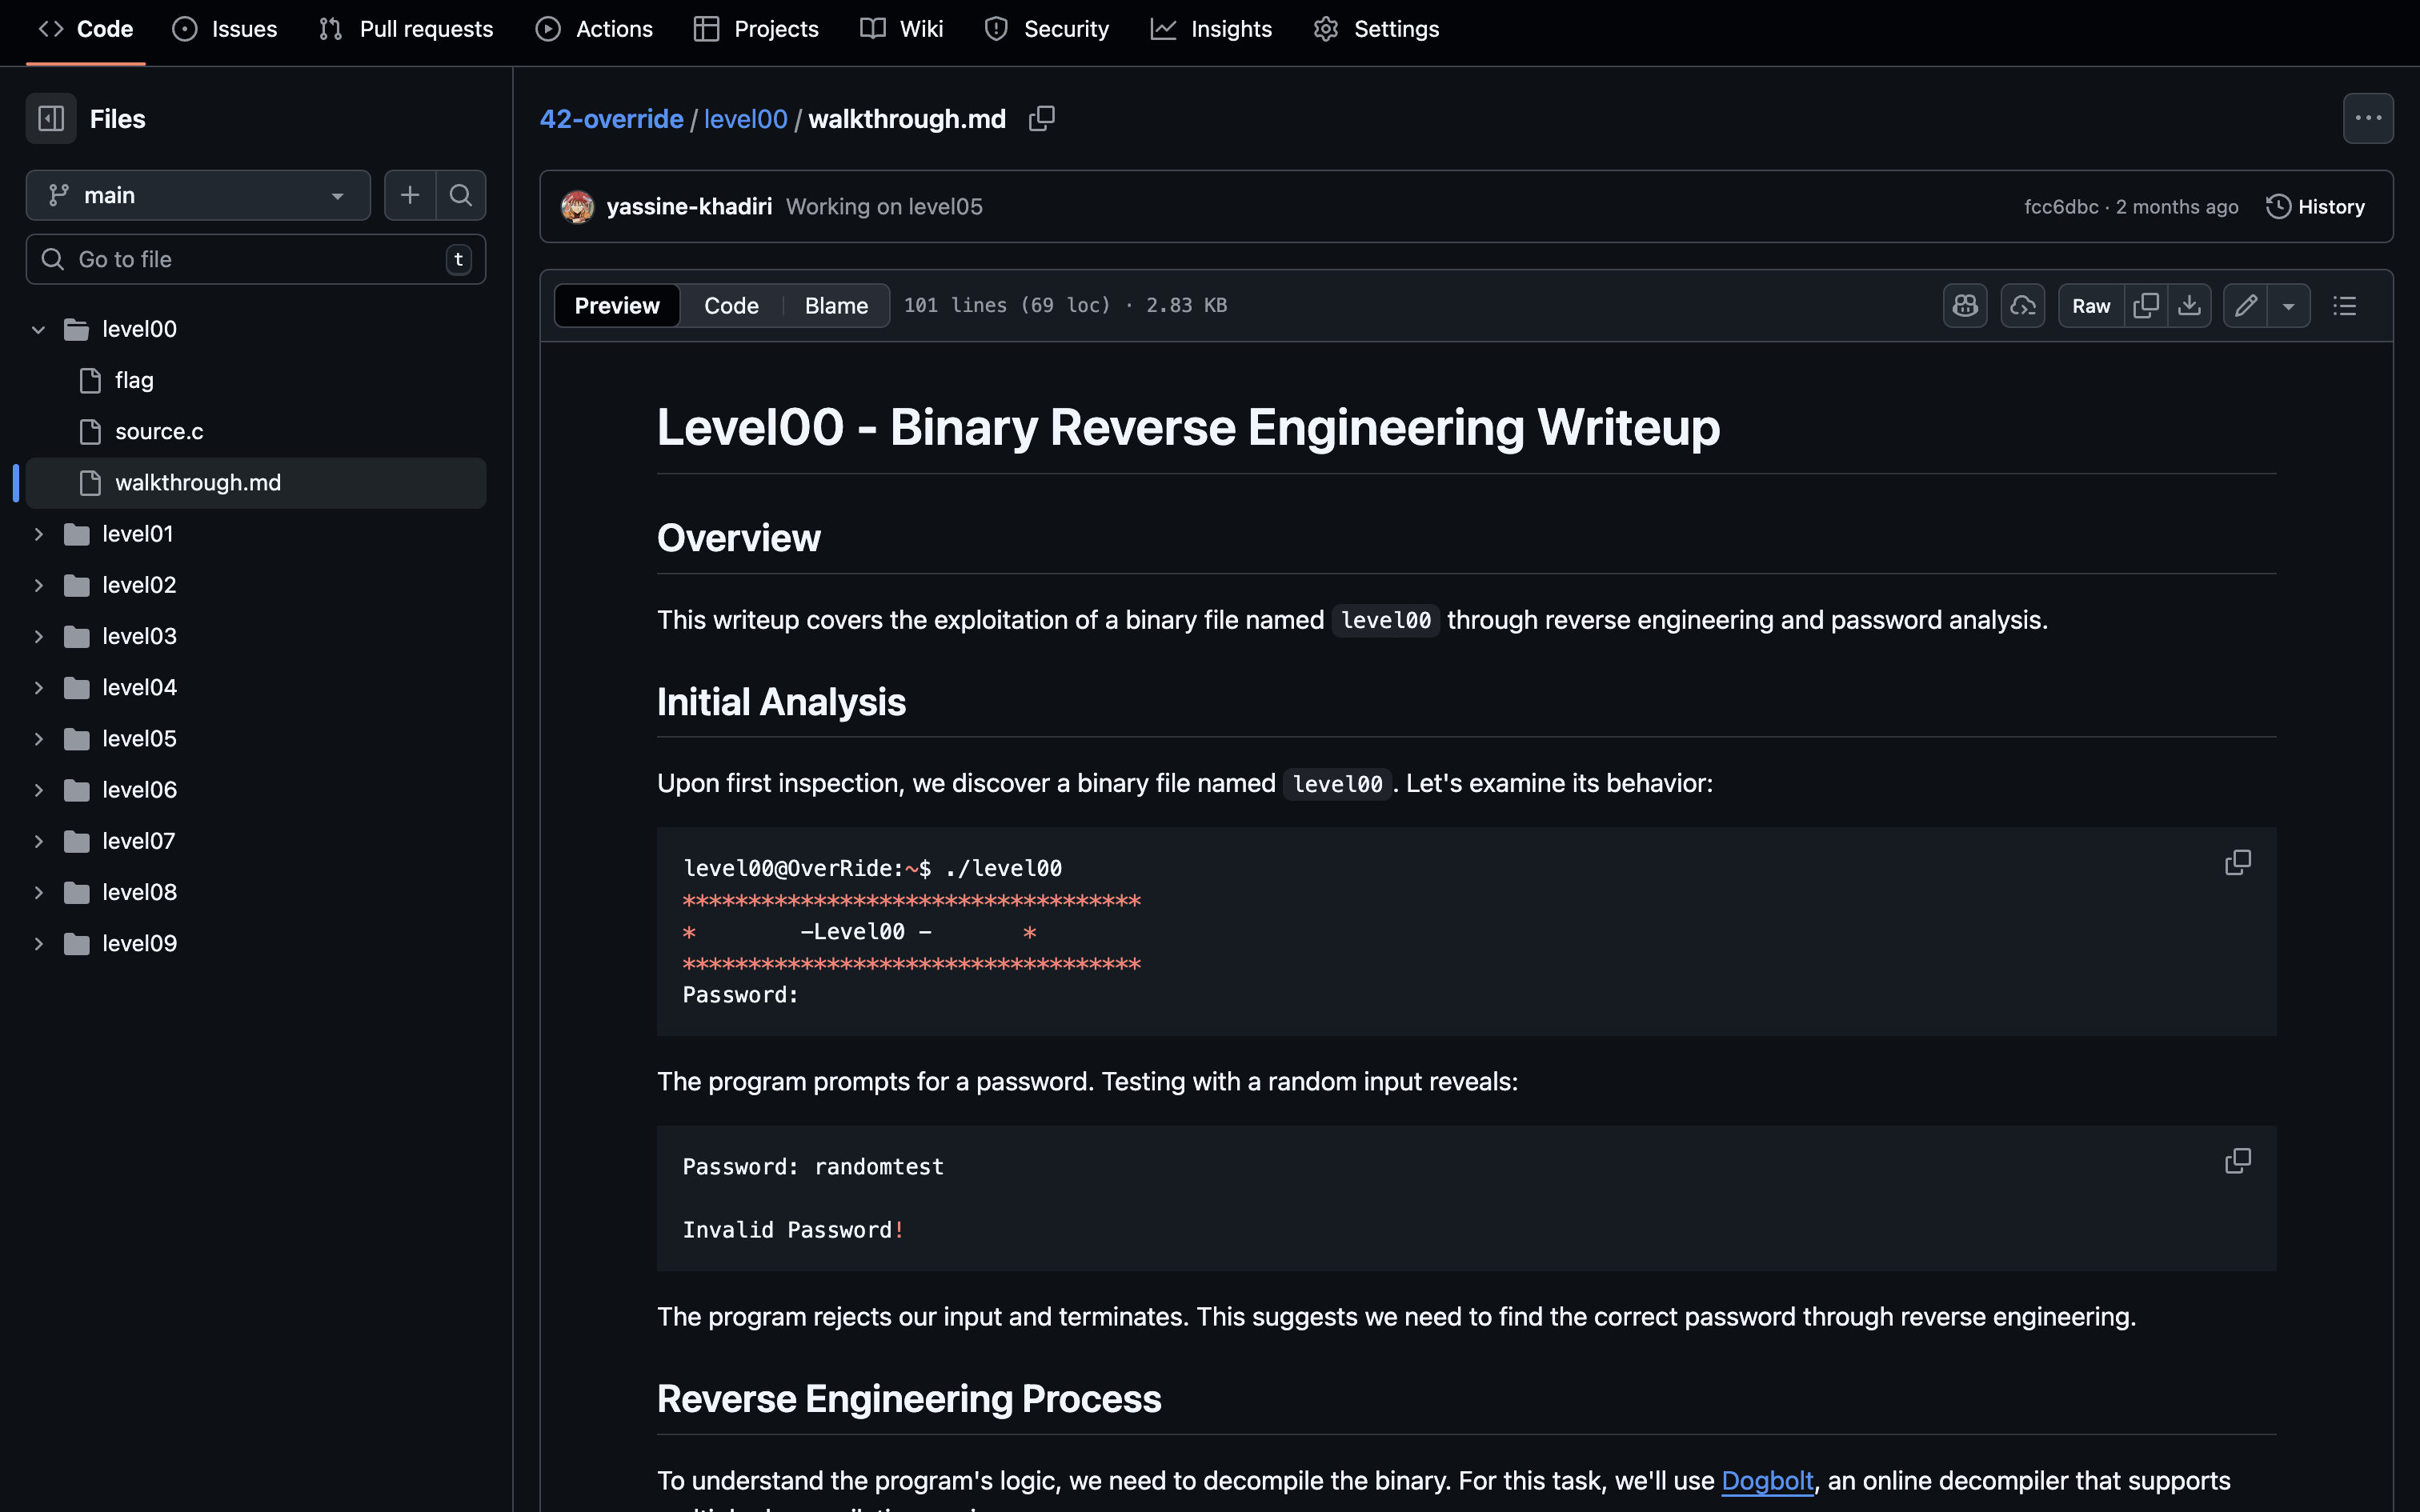 Code Issues Pull requests Actions Projects Wiki Security Insights Settings
Files
main
Go to file t
level00
flag
source.c
walkthrough.md
level01
level02
level03
level04
level05
level06
level07
level08
level09
42-override / level00 / walkthrough.md
yassine-khadiri Working on level05 fcc6dbc · 2 months ago History
Preview Code Blame 101 lines (69 loc) · 2.83 KB Raw
Level00 - Binary Reverse Engineering Writeup
Overview
This writeup covers the exploitation of a binary file named level00 through reverse engineering and password analysis.
Initial Analysis
Upon first inspection, we discover a binary file named level00. Let's examine its behavior:
level00@OverRide:~$ ./level00
***********************************
* -Level00 - *
***********************************
Password:
The program prompts for a password. Testing with a random input reveals:
Password: randomtest
Invalid Password!
The program rejects our input and terminates. This suggests we need to find the correct password through reverse engineering.
Reverse Engineering Process
To understand the program's logic, we need to decompile the binary. For this task, we'll use Dogbolt, an online decompiler that supports